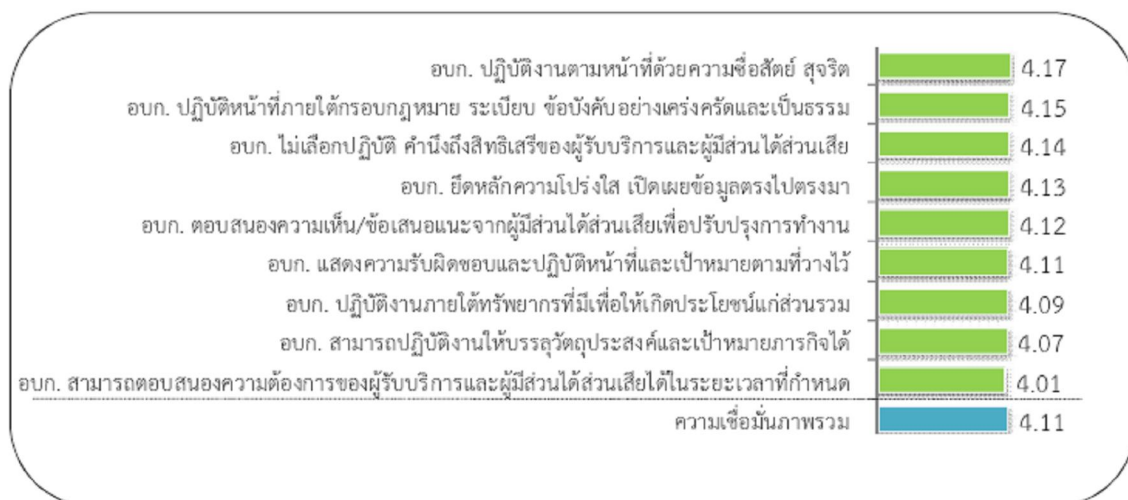 อบก. ปฏิบัติงานตามหน้าที่ด้วยความซื่อสัตย์ สุจริต 4.17
อบก. ปฏิบัติหน้าที่ภายใต้กรอบกฎหมาย ระเบียบ ข้อบังคับอย่างเคร่งครัดและเป็นธรรม 4.15
อบก. ไม่เลือกปฏิบัติ คำนึงถึงสิทธิเสรีของผู้รับบริการและผู้มีส่วนได้ส่วนเสีย 4.14
อบก. ยึดหลักความโปร่งใส เปิดเผยข้อมูลตรงไปตรงมา 4.13
อบก. ตอบสนองความเห็น/ข้อเสนอแนะจากผู้มีส่วนได้ส่วนเสียเพื่อปรับปรุงการทำงาน 4.12
อบก. แสดงความรับผิดชอบและปฏิบัติหน้าที่และเป้าหมายตามที่วางไว้ 4.11
อบก. ปฏิบัติงานภายใต้ทรัพยากรที่มีเพื่อให้เกิดประโยชน์แก่ส่วนรวม 4.09
อบก. สามารถปฏิบัติงานให้บรรลุวัตถุประสงค์และเป้าหมายภารกิจได้ 4.07
อบก. สามารถตอบสนองความต้องการของผู้รับบริการและผู้มีส่วนได้ส่วนเสียได้ในระยะเวลาที่กำหนด 4.01
ความเชื่อมั่นภาพรวม 4.11